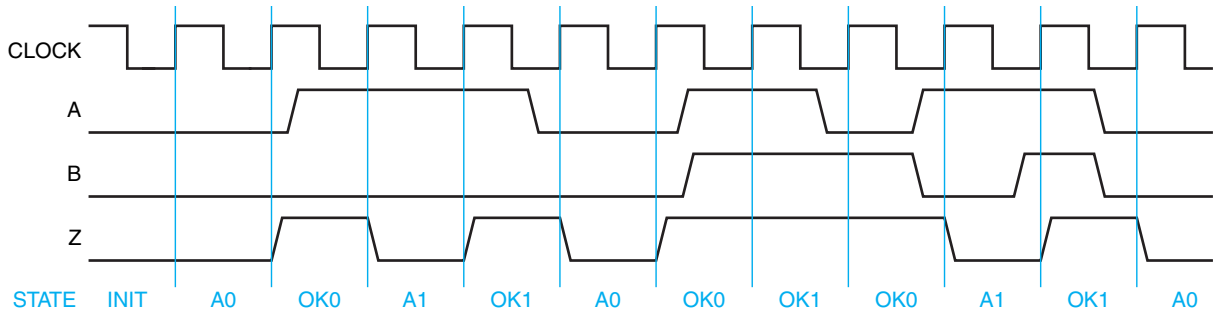 CLOCK
A
B
Z
STATE INIT A0 OK0 A1 OK1 A0 OK0 OK1 OK0 A1 OK1 A0